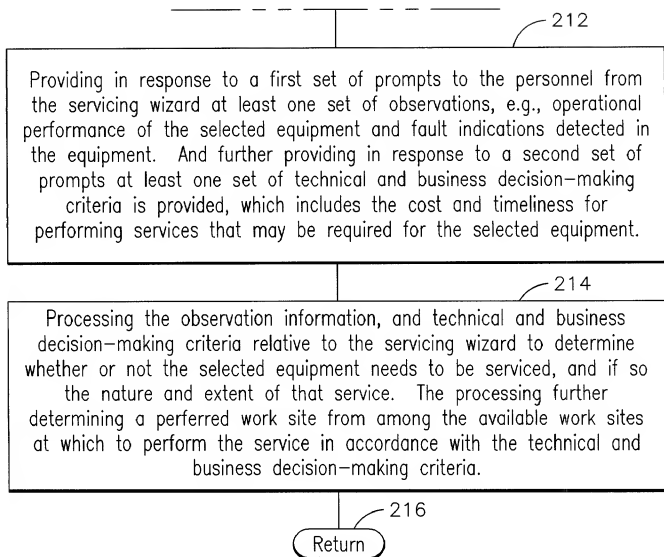 212
Providing in response to a first set of prompts to the personnel from
the servicing wizard at least one set of observations, e.g., operational
performance of the selected equipment and fault indications detected in
the equipment. And further providing in response to a second set of
prompts at least one set of technical and business decision-making
criteria is provided, which includes the cost and timeliness for
performing services that may be required for the selected equipment.
214
Processing the observation information, and technical and business
decision-making criteria relative to the servicing wizard to determine
whether or not the selected equipment needs to be serviced, and if so
the nature and extent of that service. The processing further
determining a perferred work site from among the available work sites
at which to perform the service in accordance with the technical and
business decision-making criteria.
216
Return